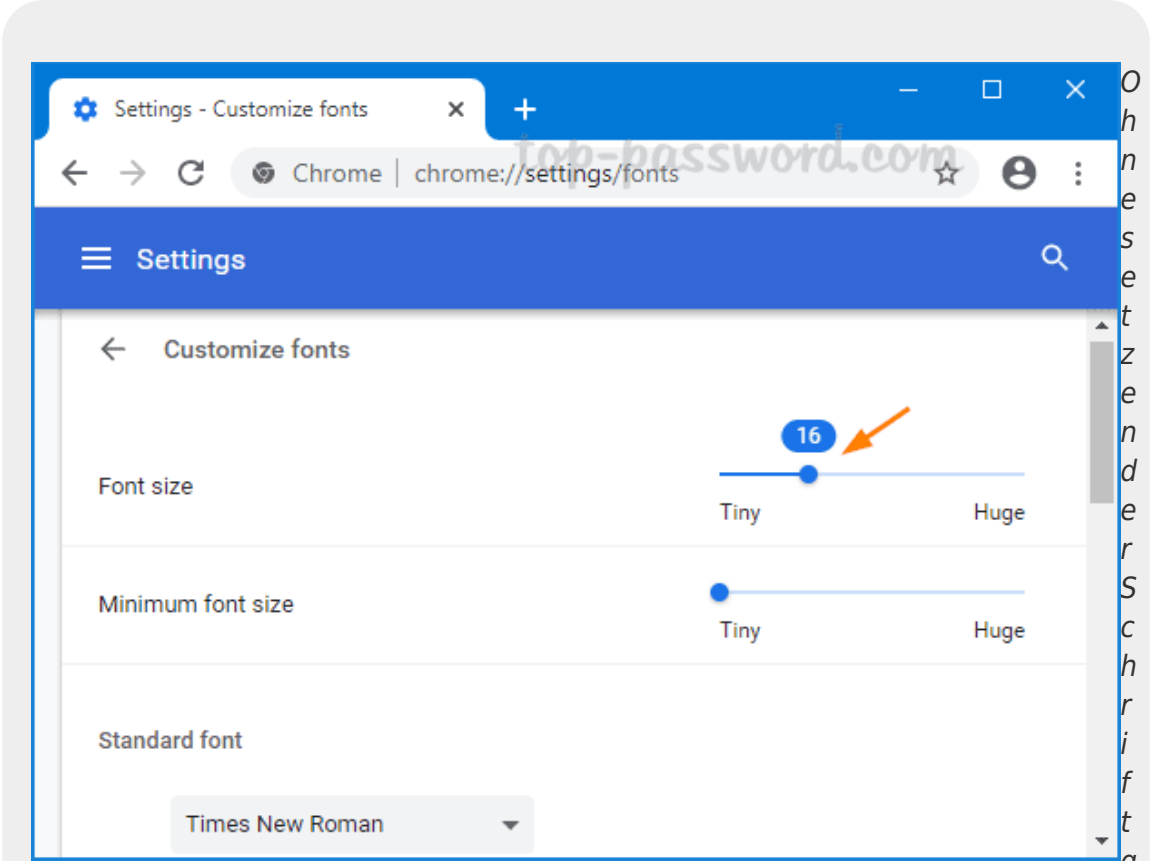 Settings - Customize fonts
top-password.com
Chrome | chrome://settings/fonts
Settings
Customize fonts
16
Font size
Tiny Huge
Minimum font size
Tiny Huge
Standard font
Times New Roman
O
h
n
e
s
e
t
z
e
n
d
e
r
S
c
h
r
i
f
t